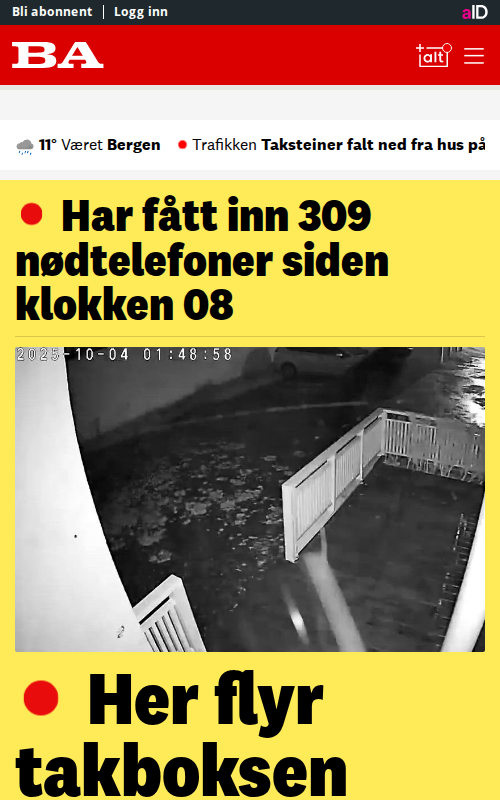 Bli abonnent | Logg inn
aID
BA
+alt
11° Været Bergen
Trafikken Taksteiner falt ned fra hus på
Har fått inn 309
nødtelefoner siden
klokken 08
2025-10-04 01:48:58
Her flyr
takboksen